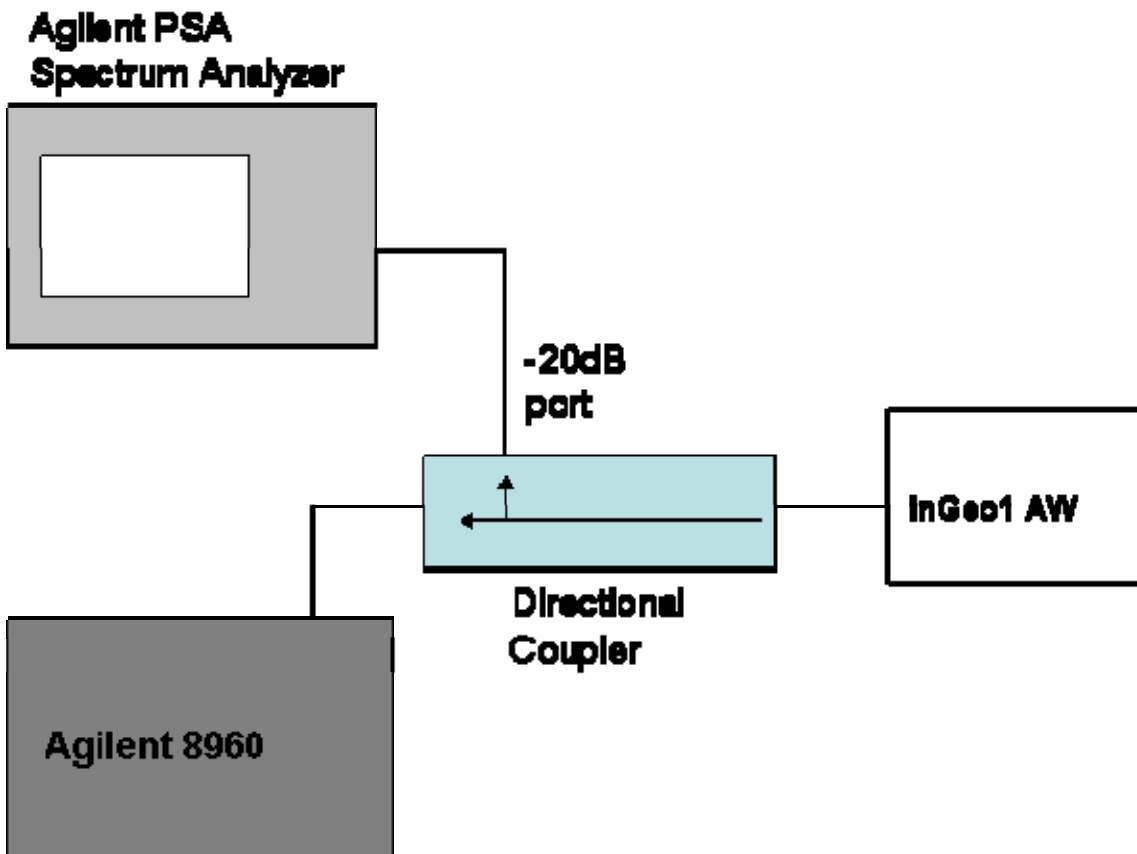 Agilent PSA
Spectrum Analyzer
-20dB
port
InGeo1 AW
Directional
Coupler
Agilent 8960